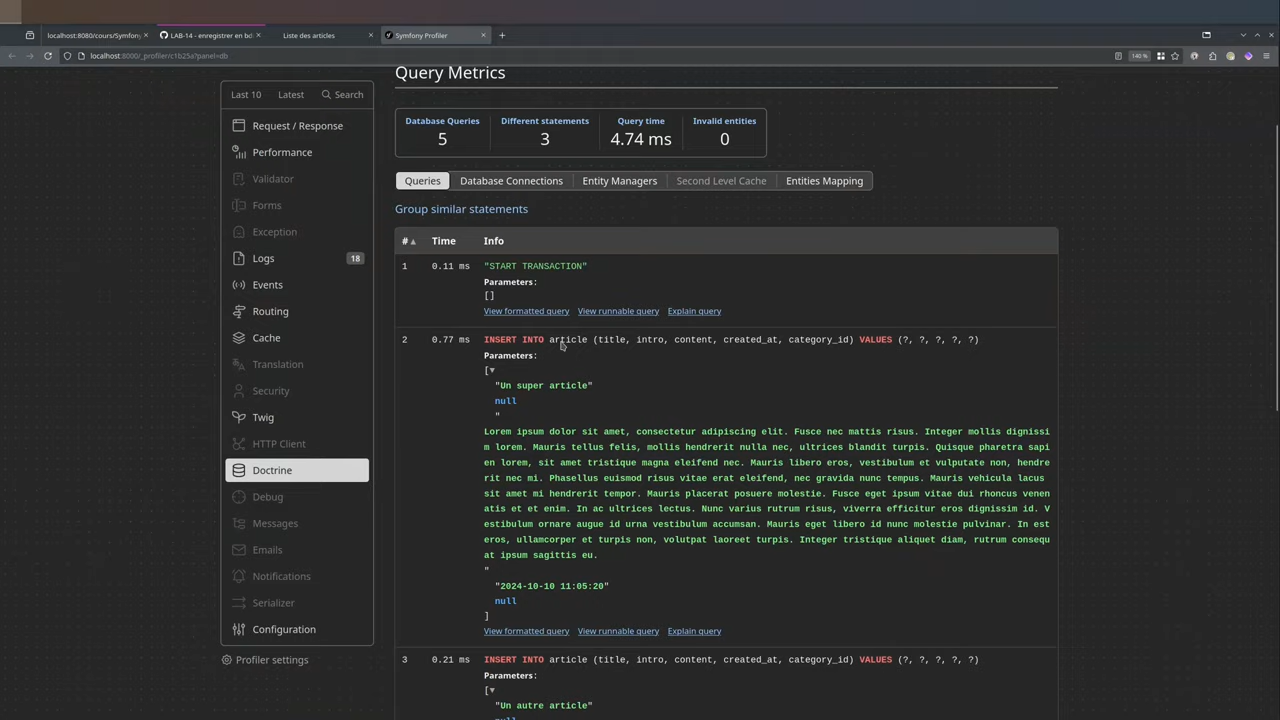 localhost:8080/cours/Symfony
LAB-14 - enregistrer en bd
Liste des articles
Symfony Profiler
localhost:8000/_profiler/c1b25a?panel=db
140 %
Last 10
Latest
Search
Request / Response
Performance
Validator
Forms
Exception
Logs
18
Events
Routing
Cache
Translation
Security
Twig
HTTP Client
Doctrine
Debug
Messages
Emails
Notifications
Serializer
Configuration
Profiler settings
Query Metrics
Database Queries
5
Different statements
3
Query time
4.74 ms
Invalid entities
0
Queries
Database Connections
Entity Managers
Second Level Cache
Entities Mapping
Group similar statements
# Time Info
1 0.11 ms "START TRANSACTION"
Parameters:
[]
View formatted query View runnable query Explain query
2 0.77 ms INSERT INTO article (title, intro, content, created_at, category_id) VALUES (?, ?, ?, ?, ?)
Parameters:
[
"Un super article"
null
"
Lorem ipsum dolor sit amet, consectetur adipiscing elit. Fusce nec mattis risus. Integer mollis dignissi
m lorem. Mauris tellus felis, mollis hendrerit nulla nec, ultrices blandit turpis. Quisque pharetra sapi
en lorem, sit amet tristique magna eleifend nec. Mauris libero eros, vestibulum et vulputate non, hendre
rit nec mi. Phasellus euismod risus vitae erat eleifend, nec gravida nunc tempus. Mauris vehicula lacus
sit amet mi hendrerit tempor. Mauris placerat posuere molestie. Fusce eget ipsum vitae dui rhoncus venen
atis et et enim. In ac ultrices lectus. Nunc varius rutrum risus, viverra efficitur eros dignissim id. V
estibulum ornare augue id urna vestibulum accumsan. Mauris eget libero id nunc molestie pulvinar. In est
eros, ullamcorper et turpis non, volutpat laoreet turpis. Integer tristique aliquet diam, rutrum consequ
at ipsum sagittis eu.
"
"2024-10-10 11:05:20"
null
]
View formatted query View runnable query Explain query
3 0.21 ms INSERT INTO article (title, intro, content, created_at, category_id) VALUES (?, ?, ?, ?, ?)
Parameters:
[
"Un autre article"